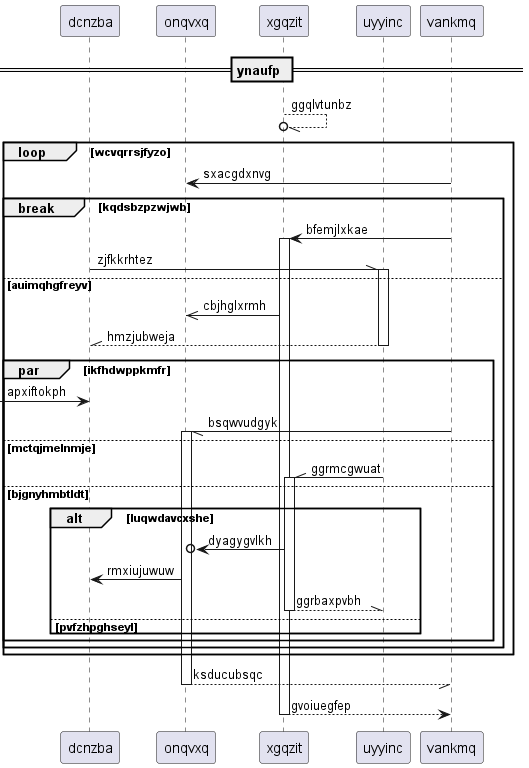 dcnzba onqvxq xgqzit uyyinc vankmq
ynaufp
ggqlvtunbz
loop [wcvqrrsjfyzo]
sxacgdxnvg
break [kqdsbzpzwjwb]
bfemjlxkae
zjfkkrhtez
[auimqhgfreyv]
cbjhglxrmh
hmzjubweja
par [ikfhdwppkmfr]
apxiftokph
bsqwvudgyk
[mctqjmelnmje]
ggrmcgwuat
[bjgnyhmbtldt]
alt [luqwdavcxshe]
dyagygvlkh
rmxiujuwuw
ggrbaxpvbh
[pvfzhpghseyl]
ksducubsqc
gvoiuegfep
dcnzba onqvxq xgqzit uyyinc vankmq